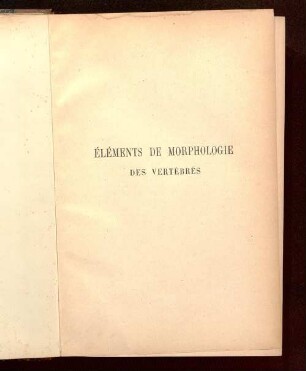 ÉLÉMENTS DE MORPHOLOGIE
DES VERTÉBRÉS